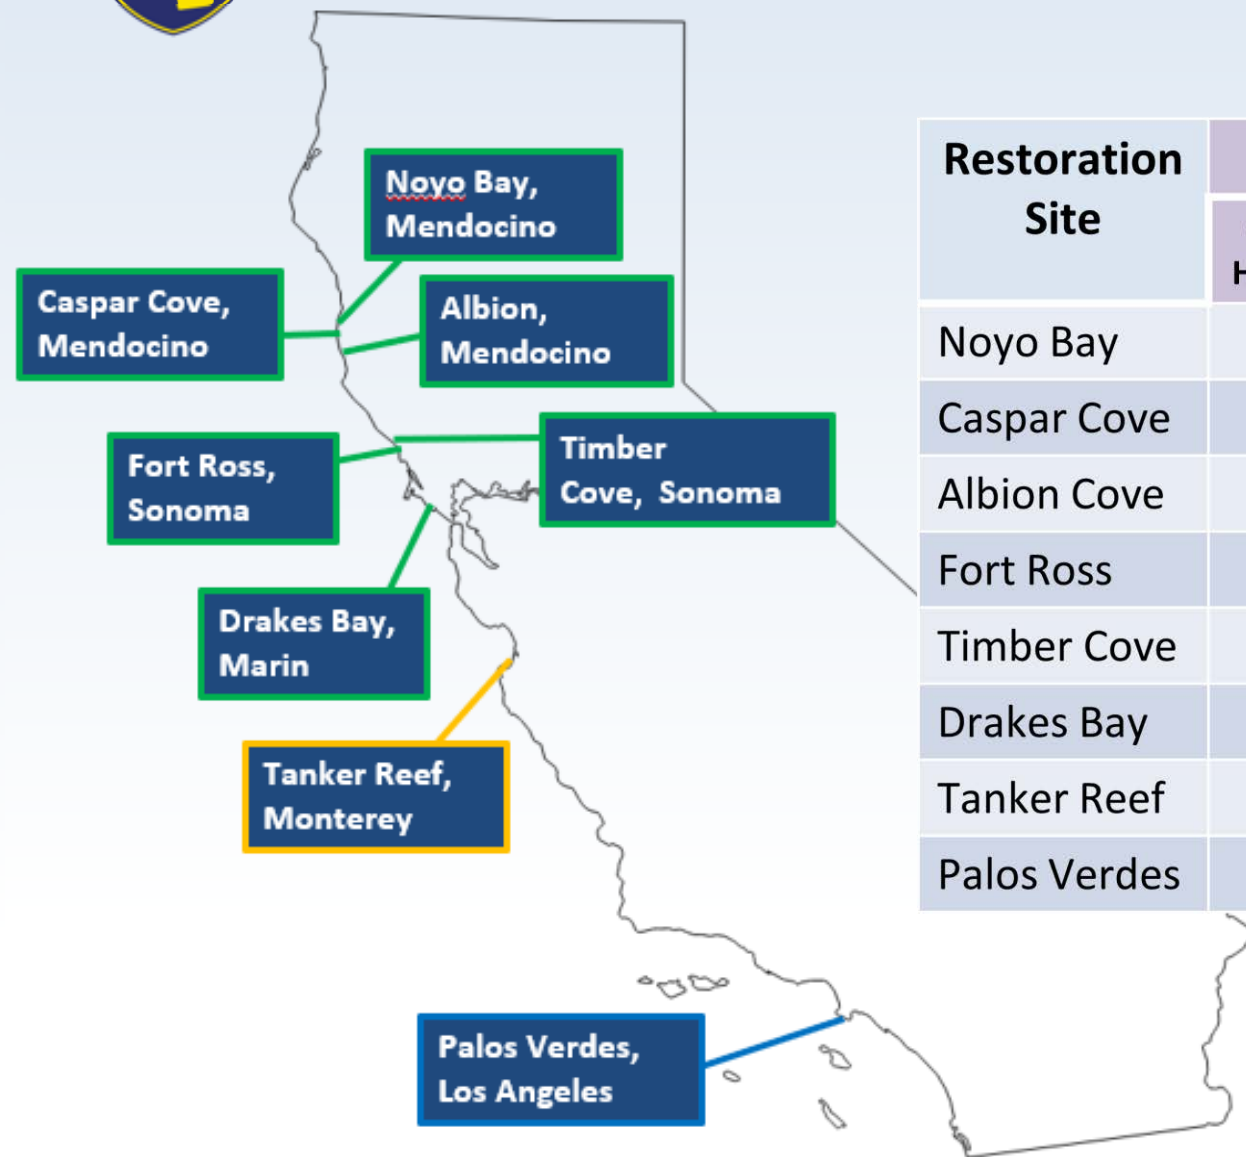 Noyo Bay,
Mendocino
Caspar Cove,
Mendocino
Albion,
Mendocino
Fort Ross,
Sonoma
Timber
Cove, Sonoma
Drakes Bay,
Marin
Tanker Reef,
Monterey
Palos Verdes,
Los Angeles
Restoration
Site
Noyo Bay
Caspar Cove
Albion Cove
Fort Ross
Timber Cove
Drakes Bay
Tanker Reef
Palos Verdes